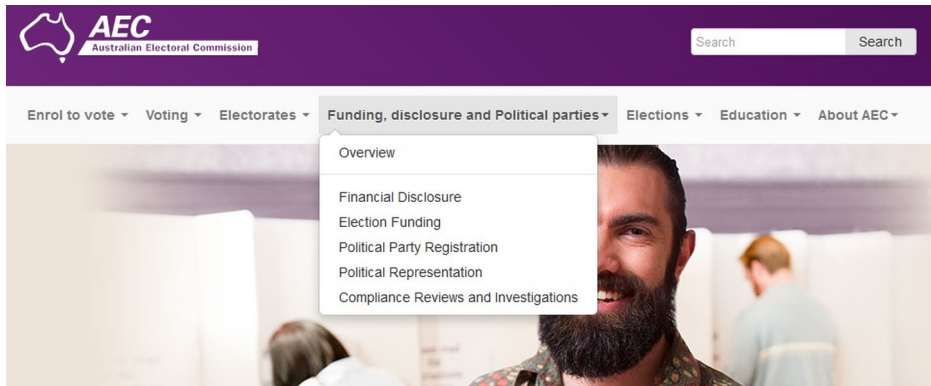 AEC
Australian Electoral Commission
Search Search
Enrol to vote Voting Electorates Funding, disclosure and Political parties Elections Education About AEC
Overview
Financial Disclosure
Election Funding
Political Party Registration
Political Representation
Compliance Reviews and Investigations